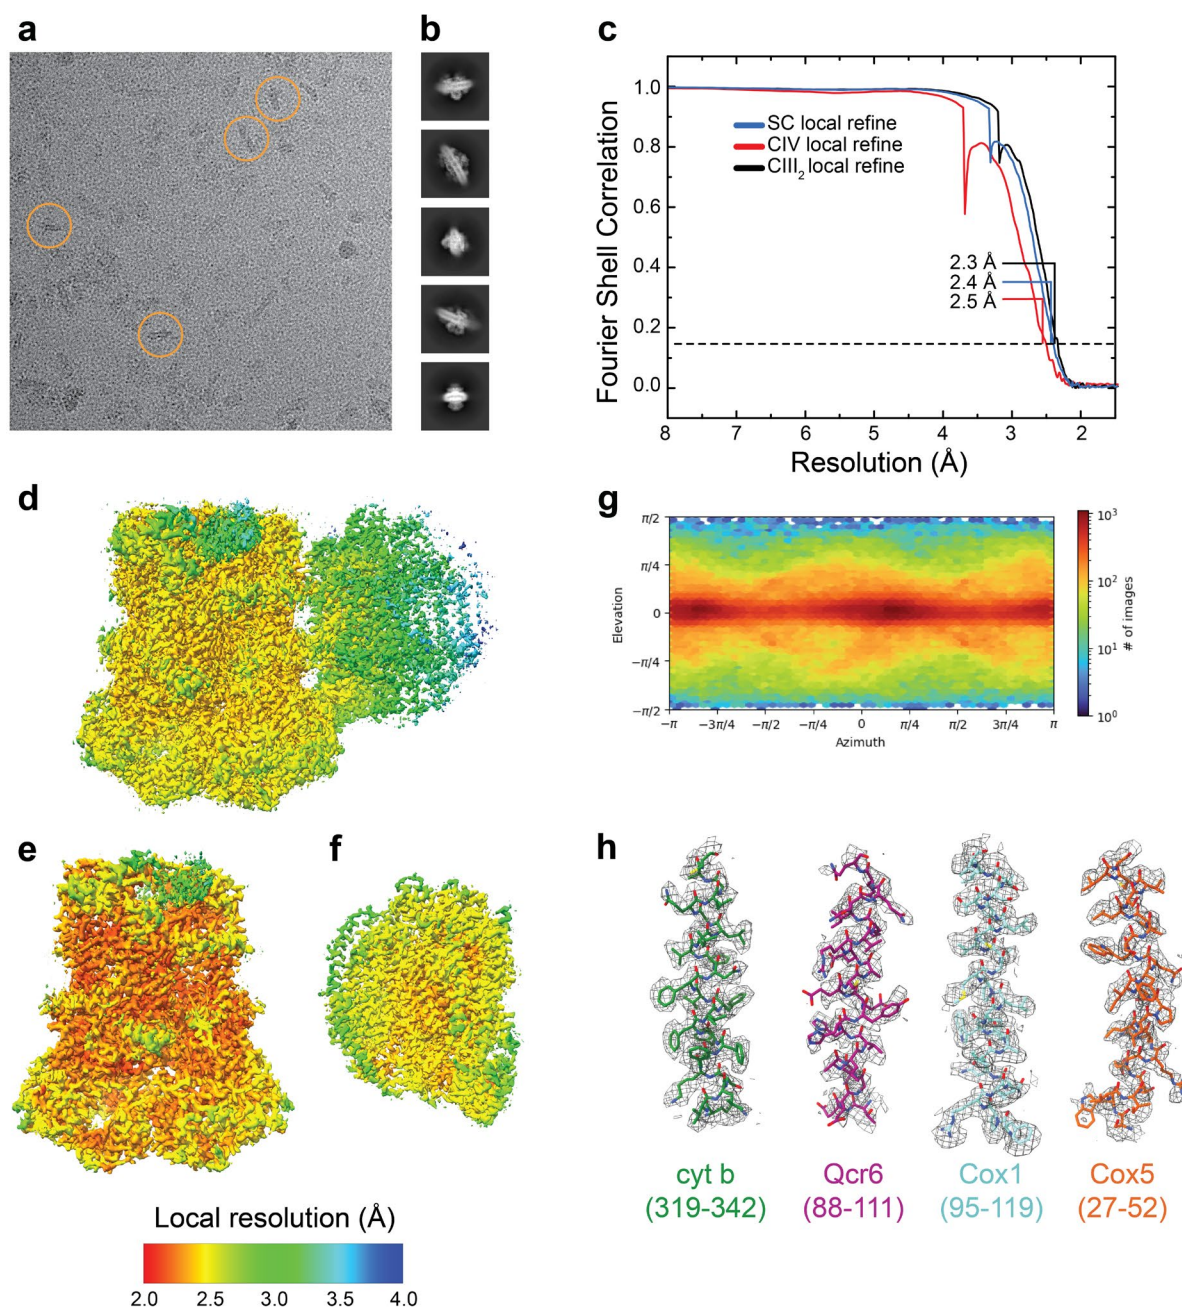 a
b
c
1.0
0.8
0.6
0.4
0.2
0.0
Fourier Shell Correlation
SC local refine
CIV local refine
CIII2 local refine
2.3 Å
2.4 Å
2.5 Å
8 7 6 5 4 3 2
Resolution (Å)
d
g
π/2
π/4
0
−π/4
−π/2
Elevation
−π −3π/4 −π/2 −π/4 0 π/4 π/2 3π/4 π
Azimuth
10³
10²
10¹
10⁰
# of images
e
f
h
cyt b
(319-342)
Qcr6
(88-111)
Cox1
(95-119)
Cox5
(27-52)
Local resolution (Å)
2.0 2.5 3.0 3.5 4.0